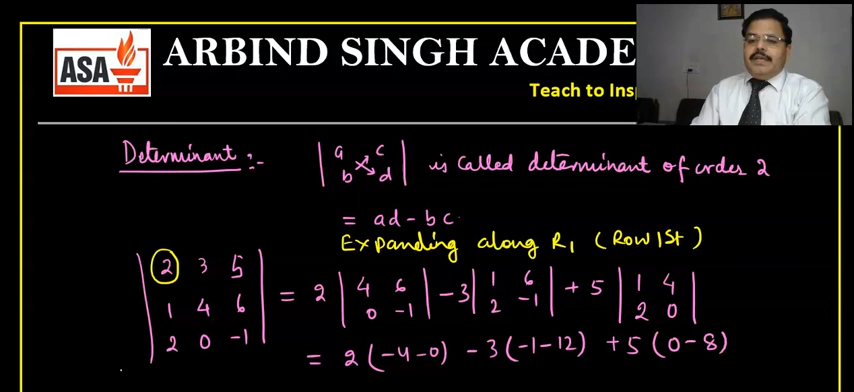 ASA
ARBIND SINGH ACADE
Teach to Insp
Determinant :- | a c | is called determinant of order 2
| b d |
= ad - bc
Expanding along R₁ (Row 1st)
| 2 3 5 | = 2 | 4 6 | - 3 | 1 6 | + 5 | 1 4 |
| 1 4 6 | | 0 -1 | | 2 -1 | | 2 0 |
| 2 0 -1 | = 2 (-4 - 0) - 3 (-1 - 12) + 5 (0 - 8)